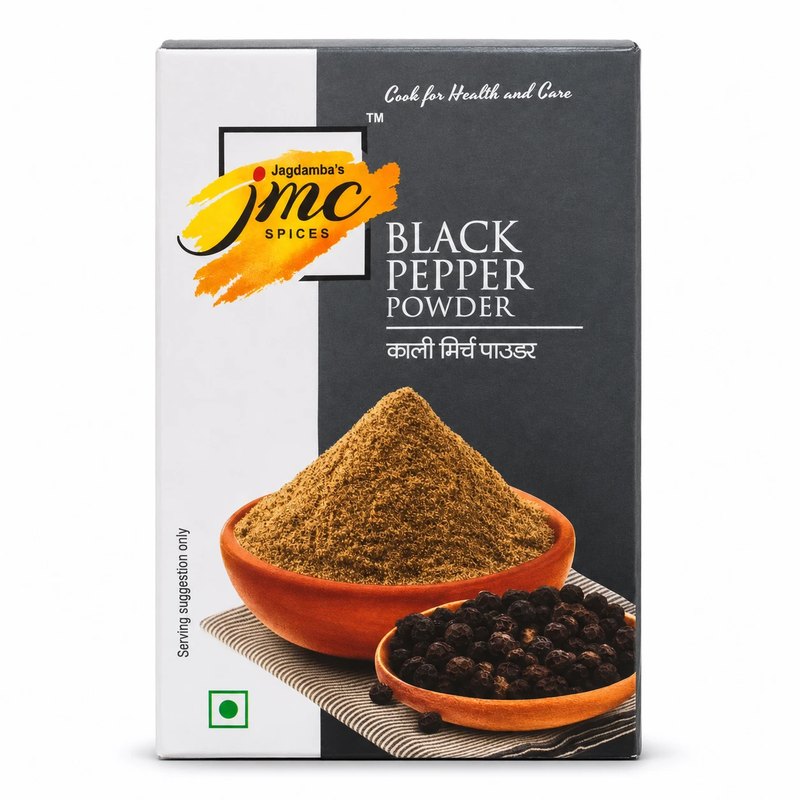 Cook for Health and Care
TM
Jagdamba's
jmc
SPICES
BLACK
PEPPER
POWDER
काली मिर्च पाउडर
Serving suggestion only